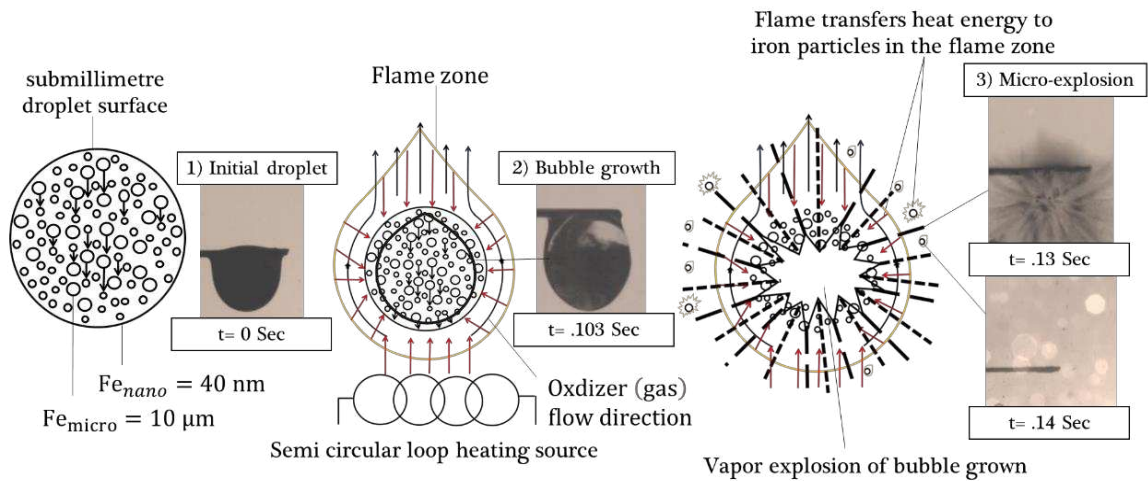 submillimetre
droplet surface
1) Initial droplet
t= 0 Sec
Fenano = 40 nm
Femicro = 10 µm
Flame zone
2) Bubble growth
t= .103 Sec
Oxdizer (gas)
flow direction
Semi circular loop heating source
Flame transfers heat energy to
iron particles in the flame zone
3) Micro-explosion
t= .13 Sec
t= .14 Sec
Vapor explosion of bubble grown